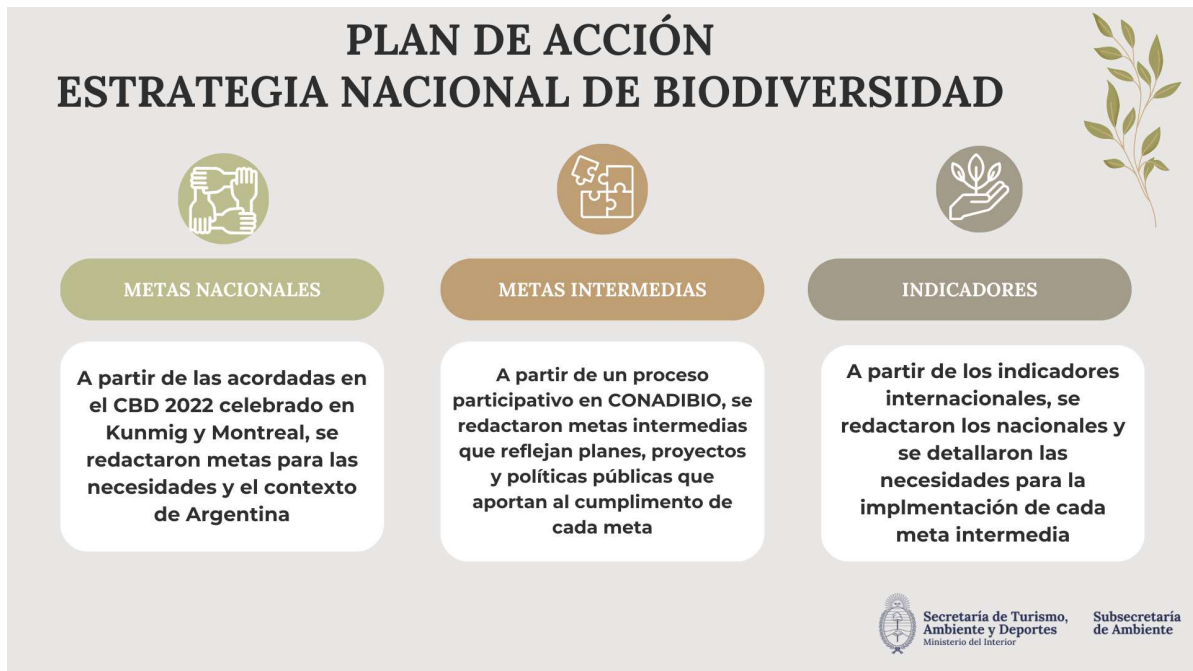 PLAN DE ACCIÓN
ESTRATEGIA NACIONAL DE BIODIVERSIDAD
METAS NACIONALES
A partir de las acordadas en
el CBD 2022 celebrado en
Kunmig y Montreal, se
redactaron metas para las
necesidades y el contexto
de Argentina
METAS INTERMEDIAS
A partir de un proceso
participativo en CONADIBIO, se
redactaron metas intermedias
que reflejan planes, proyectos
y políticas públicas que
aportan al cumplimento de
cada meta
INDICADORES
A partir de los indicadores
internacionales, se
redactaron los nacionales y
se detallaron las
necesidades para la
implmentación de cada
meta intermedia
Secretaría de Turismo,
Ambiente y Deportes
Ministerio del Interior
Subsecretaría
de Ambiente